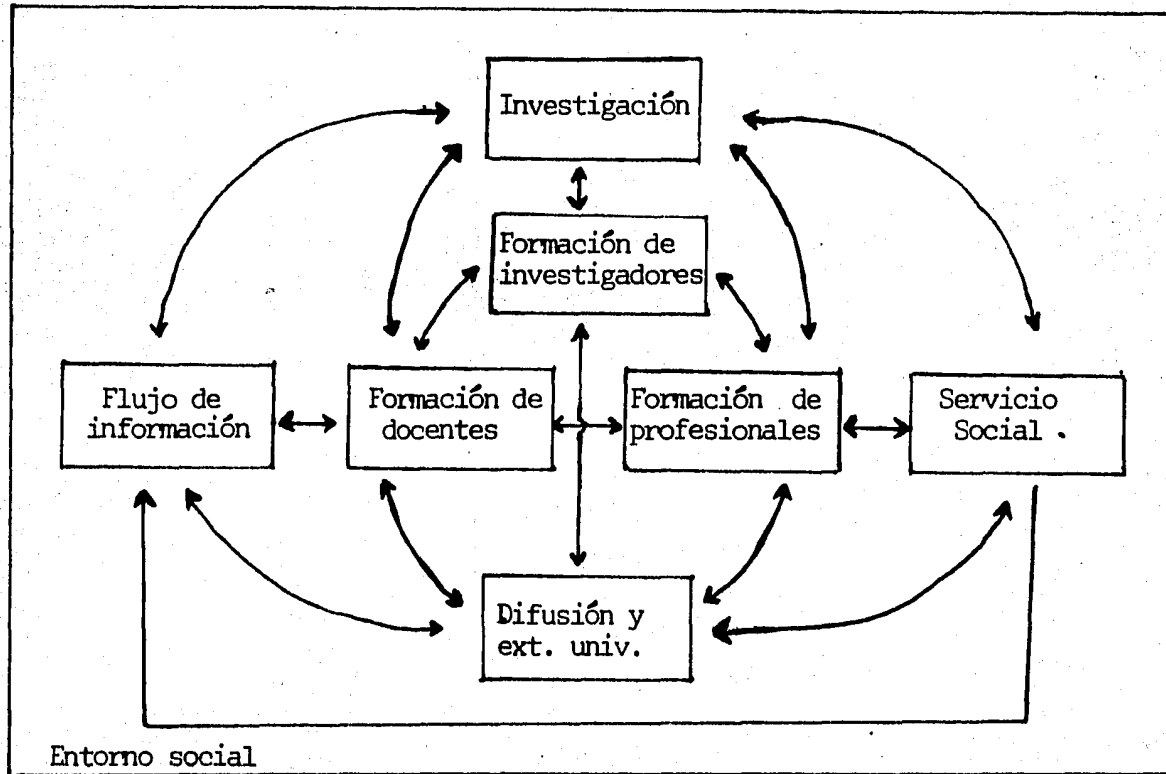 Investigación
Formación de
investigadores
Flujo de
información
Formación de
docentes
Formación de
profesionales
Servicio
Social .
Difusión y
ext. univ.
Entorno social